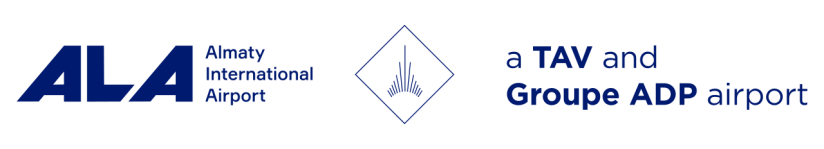 ALA
Almaty
International
Airport
a TAV and
Groupe ADP airport